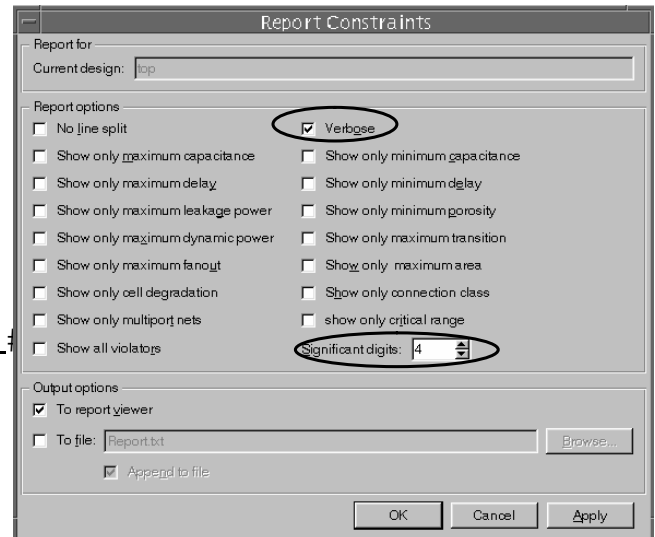 Report Constraints
Report for
Current design: top
Report options
No line split
Verbose
Show only maximum capacitance
Show only minimum capacitance
Show only maximum delay
Show only minimum delay
Show only maximum leakage power
Show only minimum porosity
Show only maximum dynamic power
Show only maximum transition
Show only maximum fanout
Show only maximum area
Show only cell degradation
Show only connection class
Show only multiport nets
show only critical range
Show all violators
Significant digits: 4
Output options
To report viewer
To file: Report.txt Browse...
Append to file
OK Cancel Apply